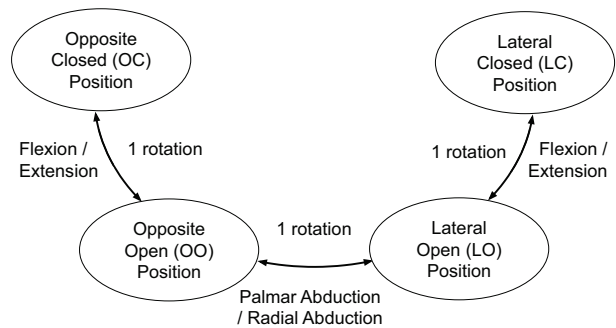 Opposite
Closed (OC)
Position
Lateral
Closed (LC)
Position
Flexion /
Extension
1 rotation
1 rotation
Flexion /
Extension
Opposite
Open (OO)
Position
1 rotation
Lateral
Open (LO)
Position
Palmar Abduction
/ Radial Abduction